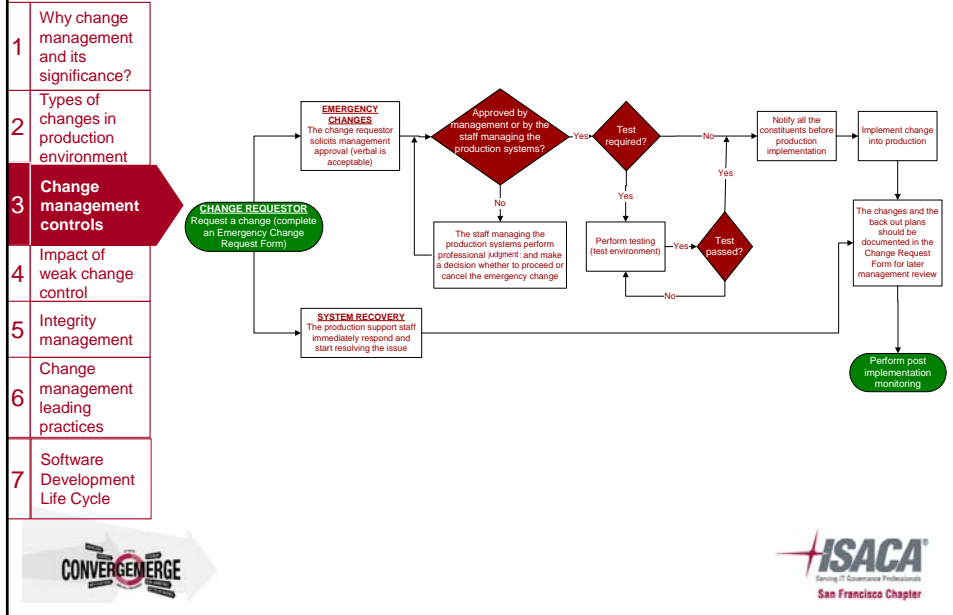 1
Why change
management
and its
significance?
2
Types of
changes in
production
environment
3
Change
management
controls
4
Impact of
weak change
control
5
Integrity
management
6
Change
management
leading
practices
7
Software
Development
Life Cycle
CHANGE REQUESTOR
Request a change (complete
an Emergency Change
Request Form)
EMERGENCY
CHANGES
The change requestor
solicits management
approval (verbal is
acceptable)
Approved by
management or by the
staff managing the
production systems?
Yes
No
The staff managing the
production systems perform
professional judgment: and make
a decision whether to proceed or
cancel the emergency change
Test
required?
No
Yes
Perform testing
(test environment)
Yes
Test
passed?
Yes
No
Notify all the
constituents before
production
implementation
Implement change
into production
The changes and the
back out plans
should be
documented in the
Change Request
Form for later
management review
Perform post
implementation
monitoring
SYSTEM RECOVERY
The production support staff
immediately respond and
start resolving the issue
CONVERGEMERGE
ISACA®
Serving IT Governance Professionals
San Francisco Chapter